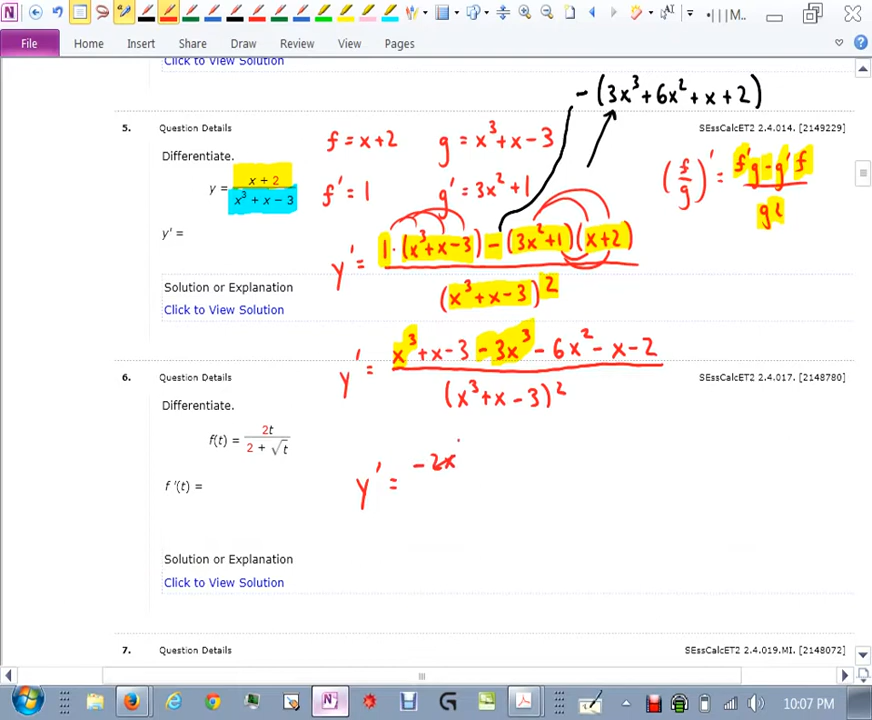 •|||M...
File Home Insert Share Draw Review View Pages
Click to View Solution
-(3x³+6x²+x+2)
5. Question Details SEssCalcET2 2.4.014. [2149229]
Differentiate.
f = x+2 g = x³+x-3
y = x + 2 / x³ + x - 3
f' = 1 g' = 3x²+1
(f/g)' = f'g - g'f / g²
y' =
y' = 1·(x³+x-3) - (3x²+1)(x+2) / (x³+x-3)²
Solution or Explanation
Click to View Solution
y' = x³+x-3-3x³-6x²-x-2 / (x³+x-3)²
6. Question Details SEssCalcET2 2.4.017. [2148780]
Differentiate.
f(t) = 2t / 2 + √t
y' = -2x
f '(t) =
Solution or Explanation
Click to View Solution
7. Question Details SEssCalcET2 2.4.019.MI. [2148072]
10:07 PM